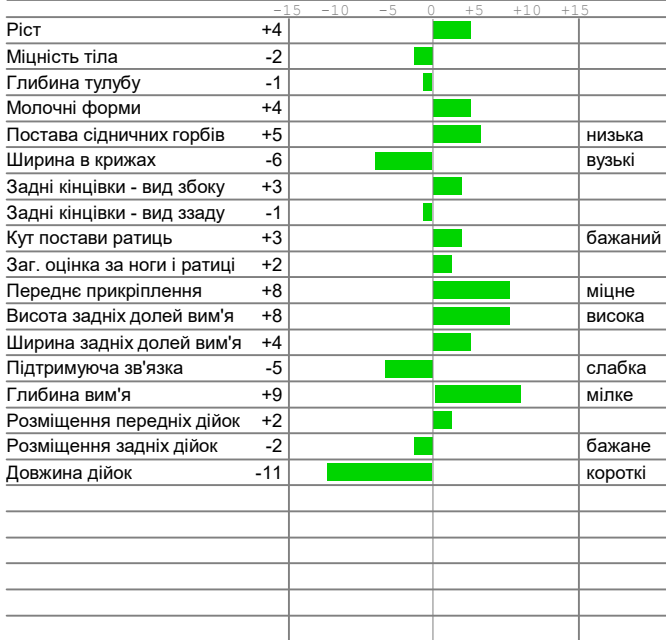 -15 -10 -5 0 +5 +10 +15
Ріст +4
Міцність тіла -2
Глибина тулубу -1
Молочні форми +4
Постава сідничних горбів +5 низька
Ширина в крижах -6 вузькі
Задні кінцівки - вид збоку +3
Задні кінцівки - вид ззаду -1
Кут постави ратиць +3 бажаний
Заг. оцінка за ноги і ратиці +2
Переднє прикріплення +8 міцне
Висота задніх долей вим'я +8 висока
Ширина задніх долей вим'я +4
Підтримуюча зв'язка -5 слабка
Глибина вим'я +9 мілке
Розміщення передніх дійок +2
Розміщення задніх дійок -2 бажане
Довжина дійок -11 короткі